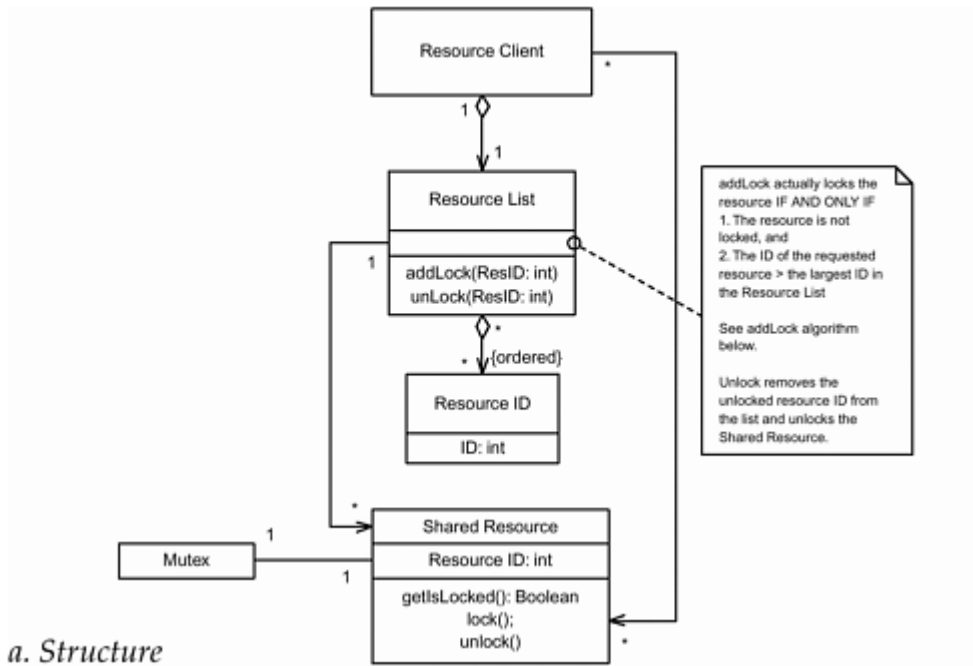 Resource Client
*
1
1
Resource List
1
addLock(ResID: int)
unLock(ResID: int)
*
* {ordered}
Resource ID
ID: int
addLock actually locks the
resource IF AND ONLY IF
1. The resource is not
locked, and
2. The ID of the requested
resource > the largest ID in
the Resource List
See addLock algorithm
below.
Unlock removes the
unlocked resource ID from
the list and unlocks the
Shared Resource.
*
Shared Resource
Resource ID: int
getIsLocked(): Boolean
lock();
unlock()
*
Mutex
1
1
a. Structure